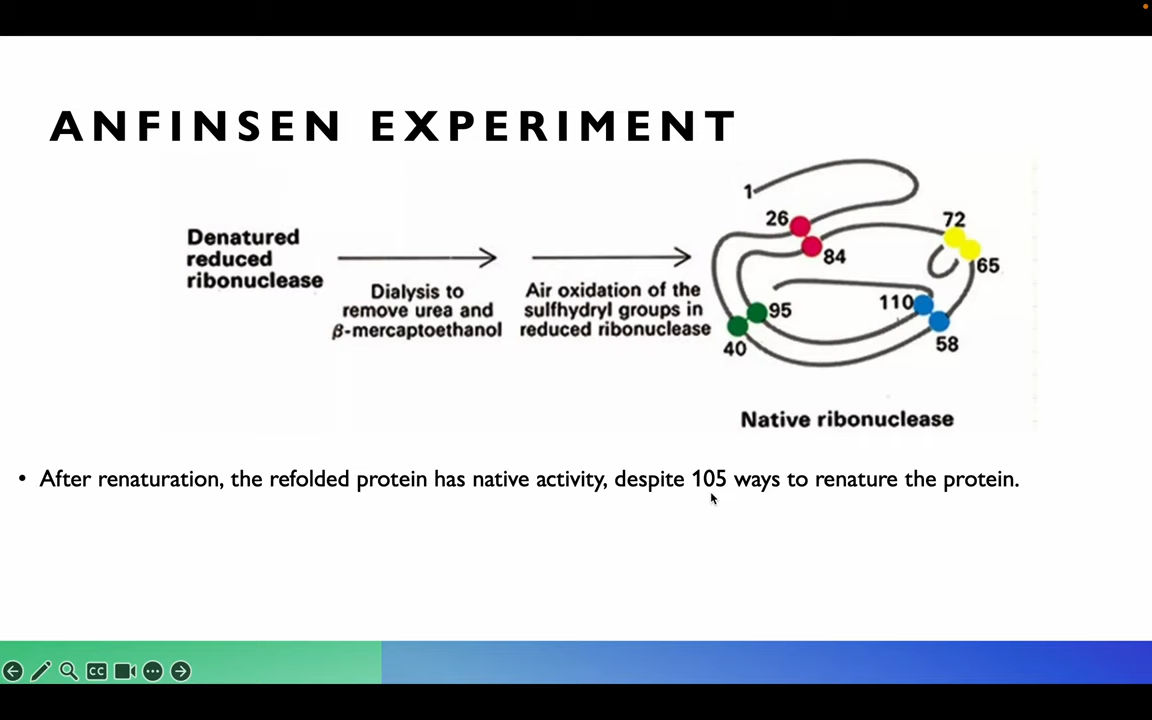 ANFINSEN EXPERIMENT
Denatured
reduced
ribonuclease
Dialysis to
remove urea and
β-mercaptoethanol
Air oxidation of the
sulfhydryl groups in
reduced ribonuclease
1
26
84
72
65
95
40
110
58
Native ribonuclease
• After renaturation, the refolded protein has native activity, despite 105 ways to renature the protein.
CC